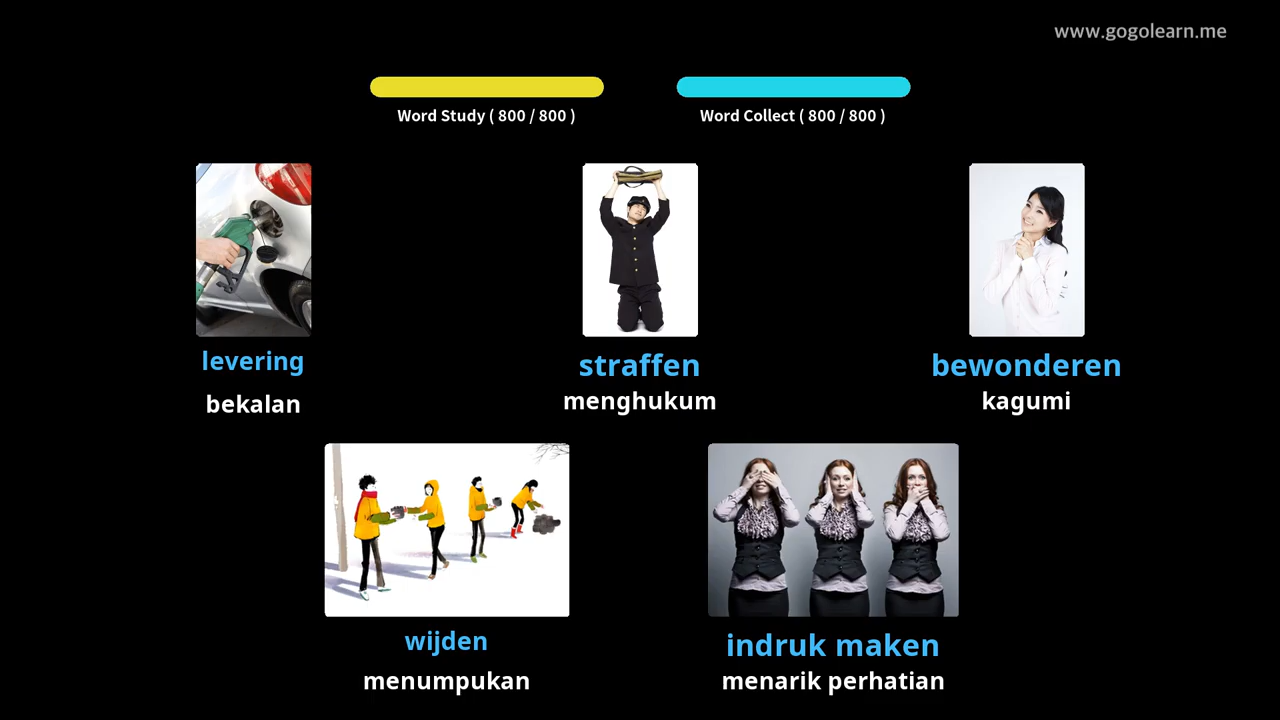 www.gogolearn.me
Word Study ( 800 / 800 )
Word Collect ( 800 / 800 )
levering
bekalan
straffen
menghukum
bewonderen
kagumi
wijden
menumpukan
indruk maken
menarik perhatian